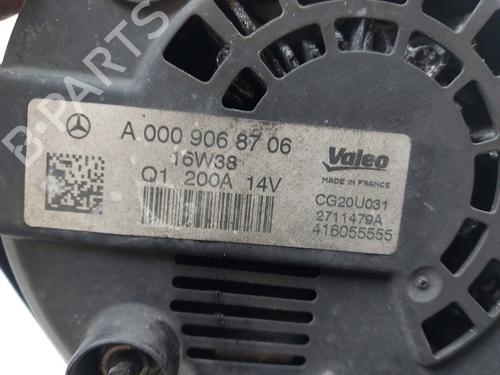 B-PARTS
A 000 906 87 06
16W38
Q1 200A 14V
Valeo
MADE IN FRANCE
CG20U031
2711479A
416055555